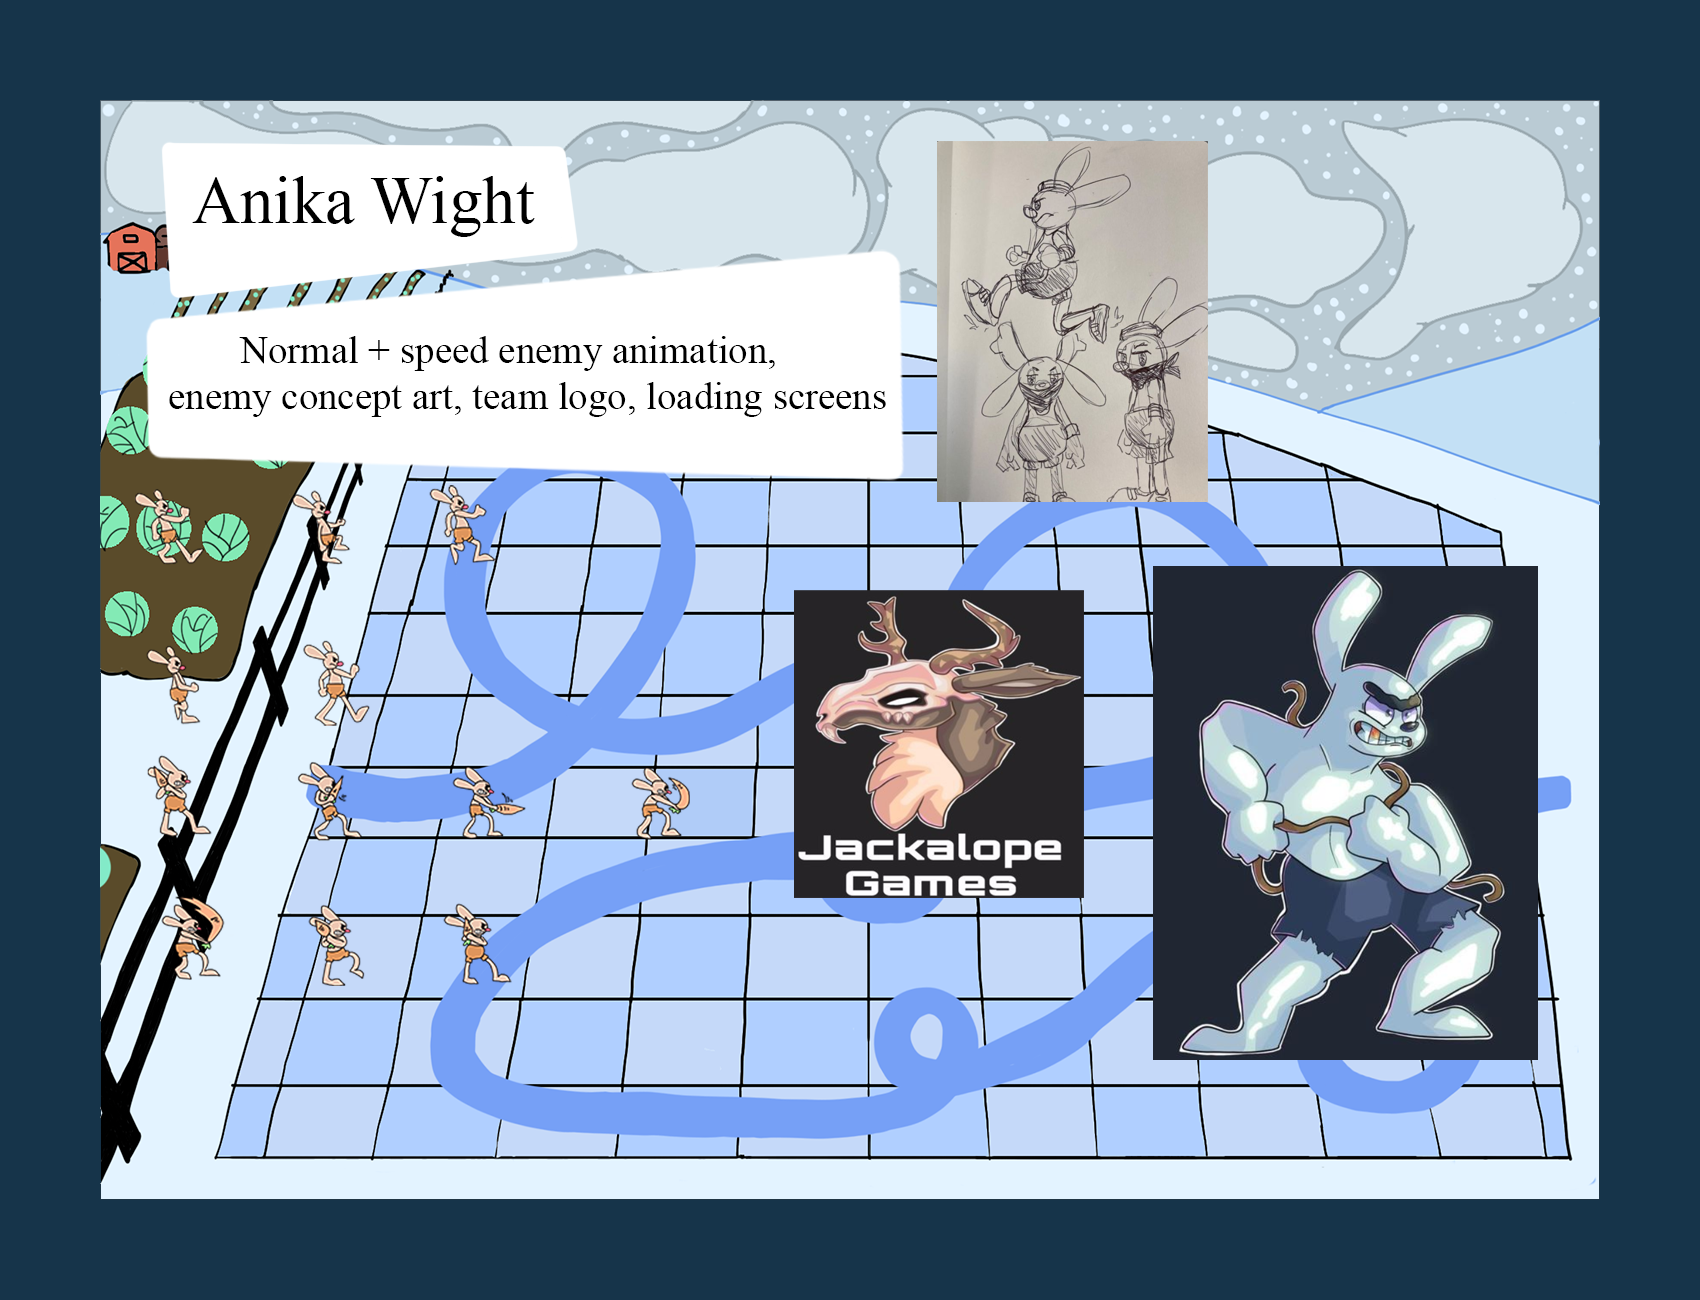 Anika Wight
Normal + speed enemy animation,
enemy concept art, team logo, loading screens
Jackalope
Games